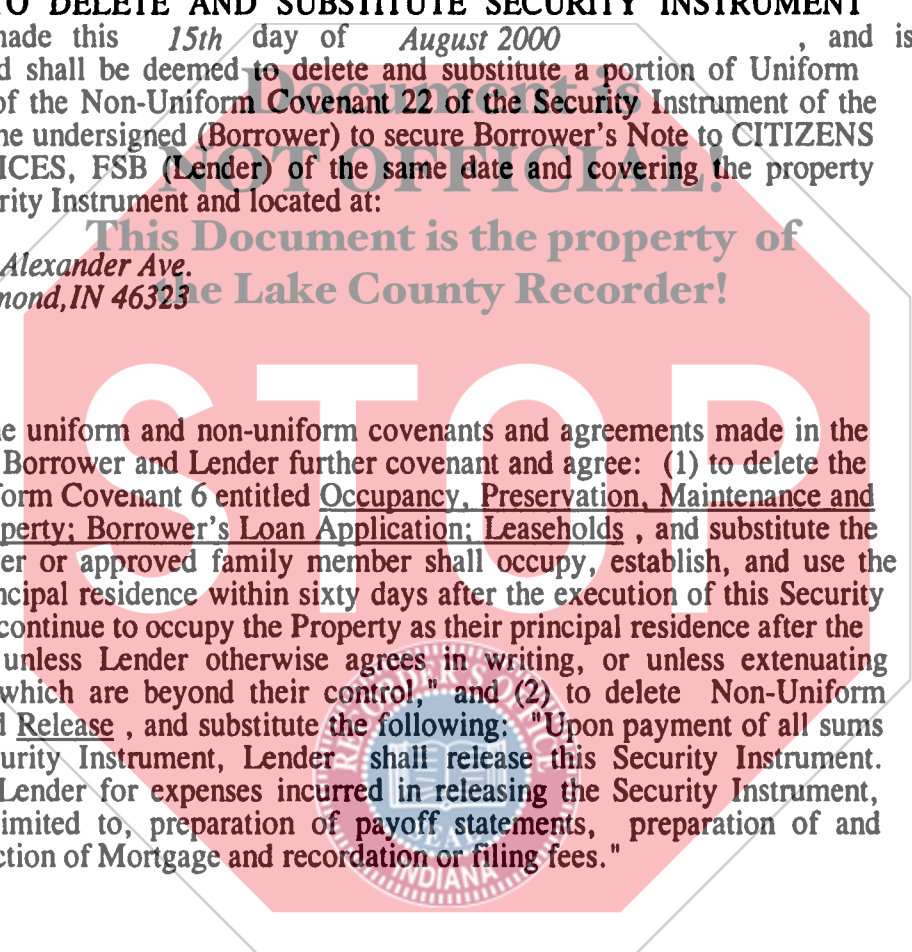 TO DELETE AND SUBSTITUTE SECURITY INSTRUMENT
made this 15th day of August 2000 , and is
d shall be deemed to delete and substitute a portion of Uniform
of the Non-Uniform Covenant 22 of the Security Instrument of the
he undersigned (Borrower) to secure Borrower's Note to CITIZENS
ICES, FSB (Lender) of the same date and covering the property
rity Instrument and located at:
Document is
NOT OFFICIAL!
This Document is the property of
the Lake County Recorder!
Alexander Ave.
mond, IN 46323
STOP
e uniform and non-uniform covenants and agreements made in the
Borrower and Lender further covenant and agree: (1) to delete the
form Covenant 6 entitled Occupancy, Preservation, Maintenance and
perty; Borrower's Loan Application; Leaseholds , and substitute the
er or approved family member shall occupy, establish, and use the
ncipal residence within sixty days after the execution of this Security
continue to occupy the Property as their principal residence after the
unless Lender otherwise agrees in writing, or unless extenuating
which are beyond their control," and (2) to delete Non-Uniform
d Release , and substitute the following: "Upon payment of all sums
urity Instrument, Lender shall release this Security Instrument.
Lender for expenses incurred in releasing the Security Instrument,
imited to, preparation of payoff statements, preparation of and
ction of Mortgage and recordation or filing fees."
RECORDER'S OFFICE
SEAL
INDIANA